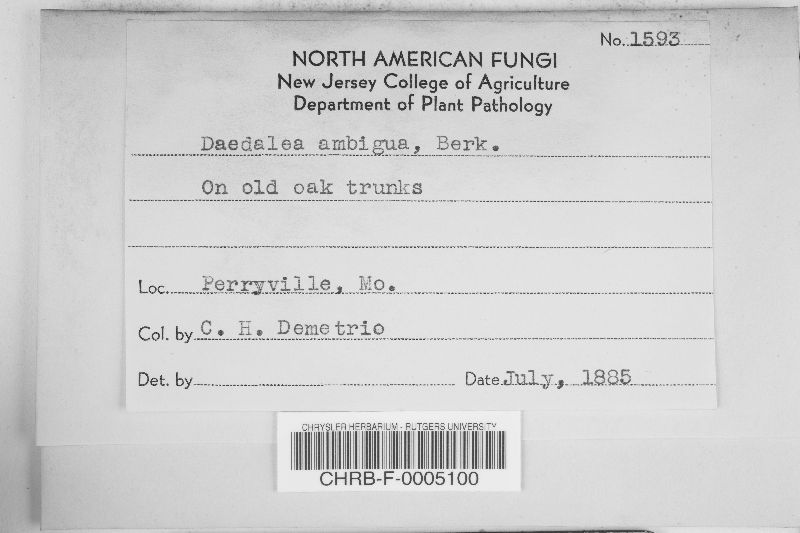 No. 1593
NORTH AMERICAN FUNGI
New Jersey College of Agriculture
Department of Plant Pathology
Daedalea ambigua, Berk.
On old oak trunks
Loc. Perryville, Mo.
Col. by C. H. Demetrio
Det. by Date July, 1885
CHRYSLER HERBARIUM - RUTGERS UNIVERSITY
CHRB-F-0005100